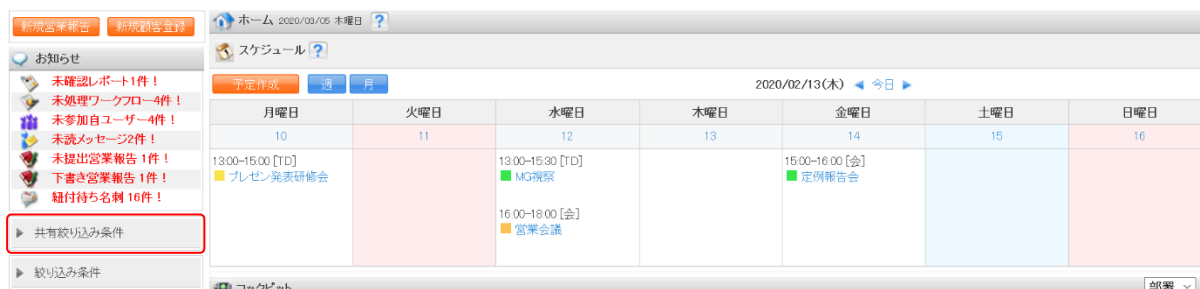 新規営業報告 新規顧客登録
お知らせ
未確認レポート1件！
未処理ワークフロー4件！
未参加自ユーザー4件！
未読メッセージ2件！
未提出営業報告 1件！
下書き営業報告 1件！
紐付待ち名刺 16件！
共有絞り込み条件
絞り込み条件
ホーム 2020/03/05 木曜日 ?
スケジュール ?
予定作成 週 月 2020/02/13(木) 今日
月曜日 火曜日 水曜日 木曜日 金曜日 土曜日 日曜日
10 11 12 13 14 15 16
13:00-15:00 [TD] 13:00-15:30 [TD] 15:00-16:00 [会]
プレゼン発表研修会 MG視察 定例報告会
16:00-18:00 [会]
営業会議
コックピット 部署